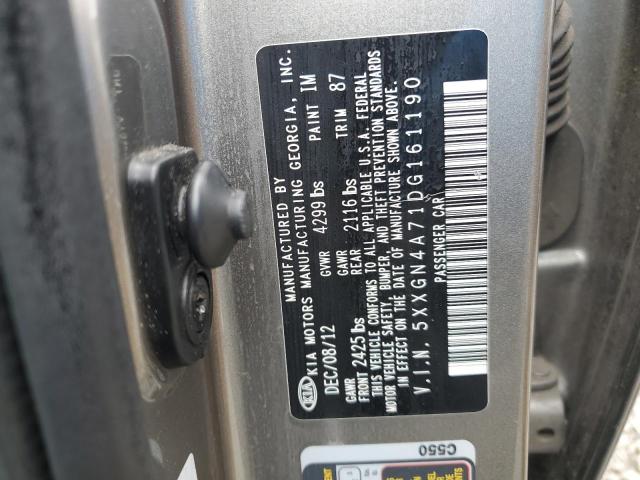 MANUFACTURED BY
KIA KIA MOTORS MANUFACTURING GEORGIA, INC.
DEC/08/12 GVWR 4299 lbs PAINT IM
GAWR FRONT 2425 lbs GAWR REAR 2116 lbs TRIM 87
THIS VEHICLE CONFORMS TO ALL APPLICABLE U.S.A. FEDERAL
MOTOR VEHICLE SAFETY, BUMPER, AND THEFT PREVENTION STANDARDS
IN EFFECT ON THE DATE OF MANUFACTURE SHOWN ABOVE.
V.I.N. 5XXGN4A71DG161190
PASSENGER CAR
C550